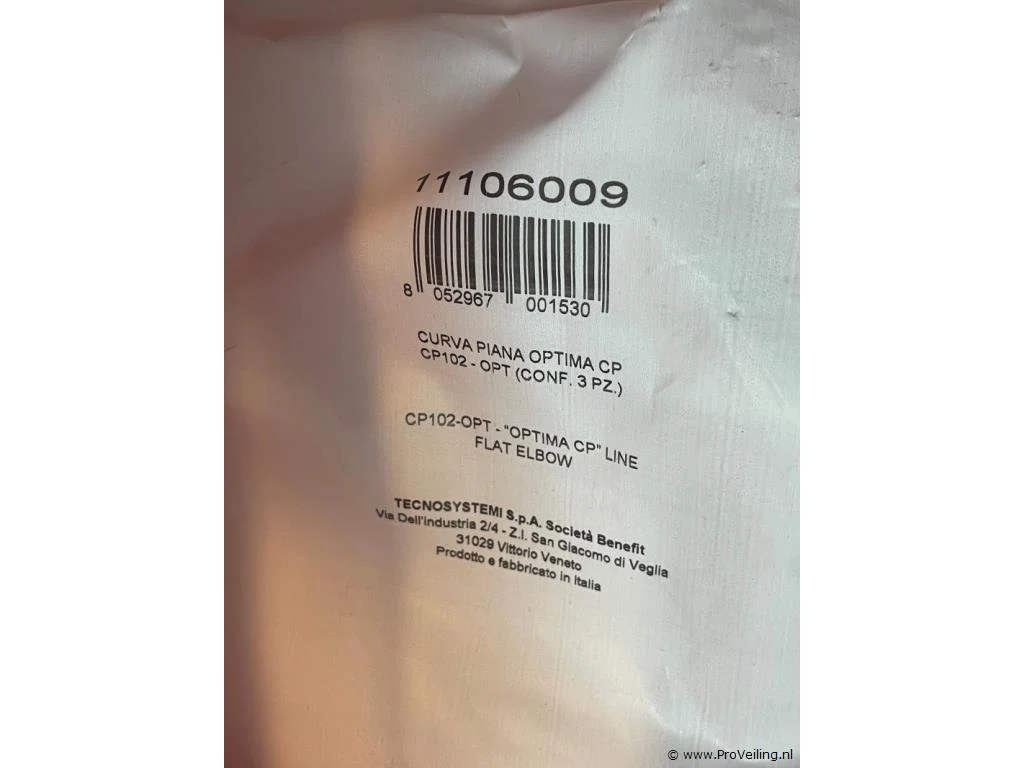 11106009
8 052967 001530
CURVA PIANA OPTIMA CP
CP102 - OPT (CONF. 3 PZ.)
CP102-OPT - "OPTIMA CP" LINE
FLAT ELBOW
TECNOSYSTEMI S.p.A. Società Benefit
Via Dell'industria 2/4 - Z.I. San Giacomo di Veglia
31029 Vittorio Veneto
Prodotto e fabbricato in Italia
© www.ProVeiling.nl